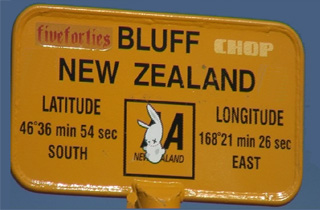 fiveforties BLUFF CHOP
NEW ZEALAND
LATITUDE
46°36 min 54 sec
SOUTH
A
NEW ALAND
LONGITUDE
168°21 min 26 sec
EAST